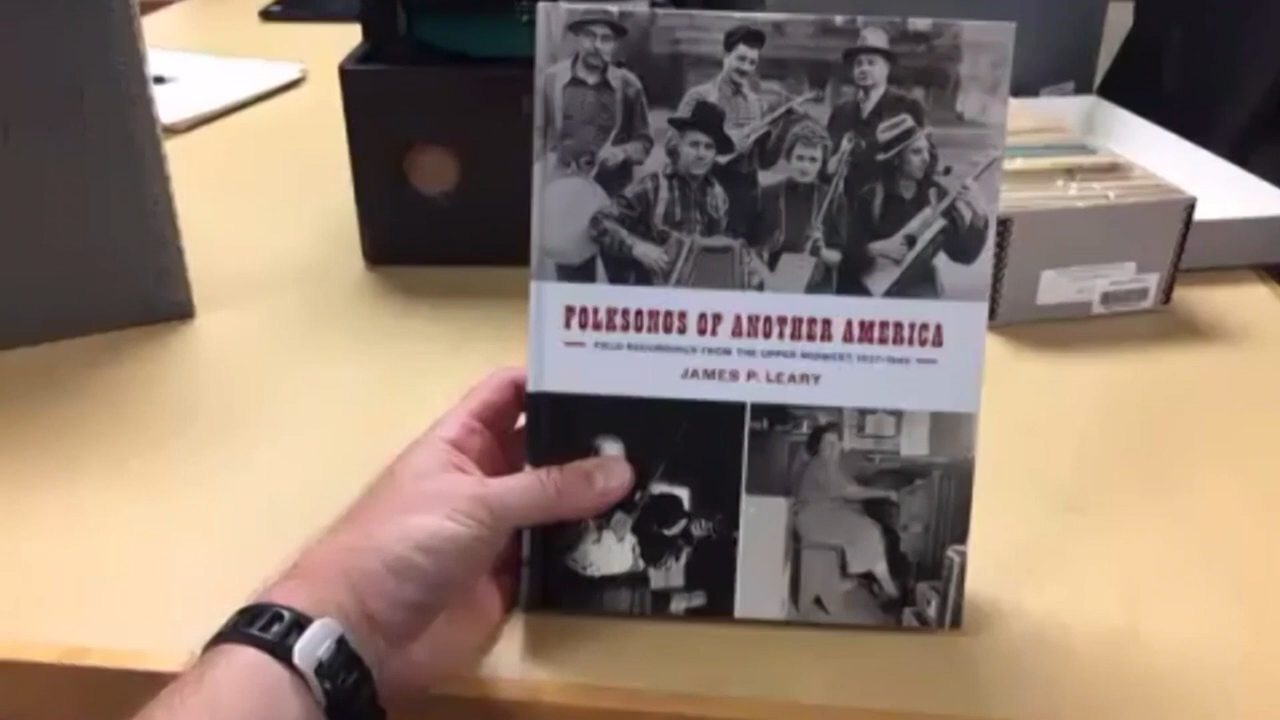 FOLKSONGS OF ANOTHER AMERICA
FIELD RECORDINGS FROM THE UPPER MIDWEST, 1937–1946
JAMES P. LEARY